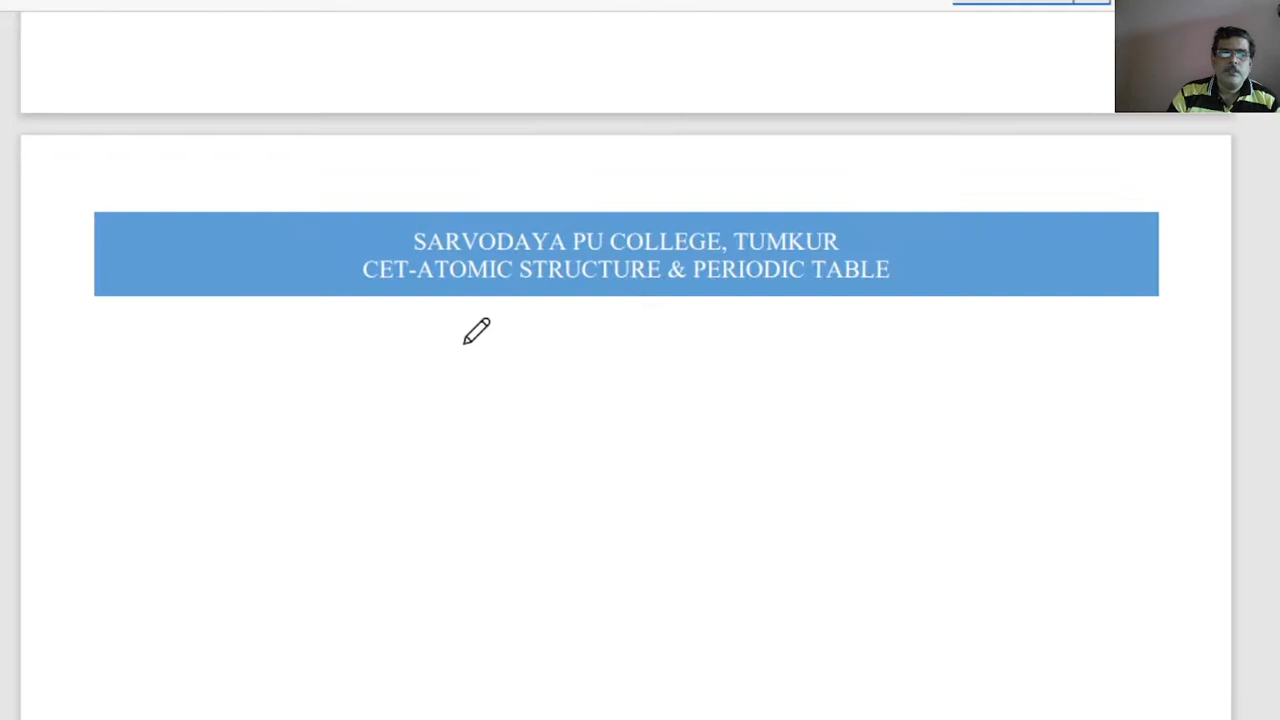 SARVODAYA PU COLLEGE, TUMKUR
CET-ATOMIC STRUCTURE & PERIODIC TABLE